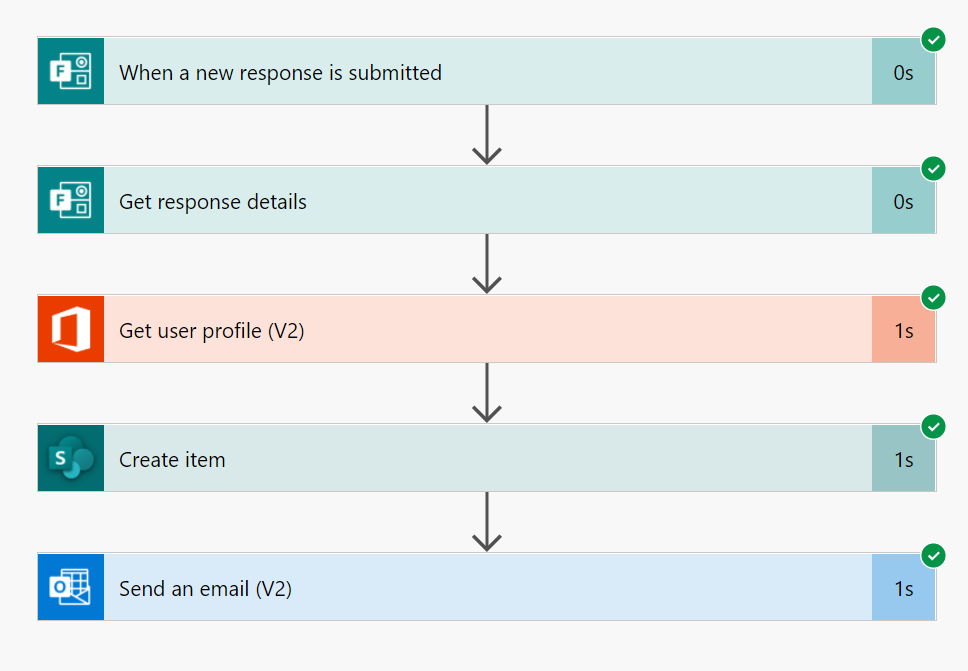 When a new response is submitted 0s
Get response details 0s
Get user profile (V2) 1s
Create item 1s
Send an email (V2) 1s